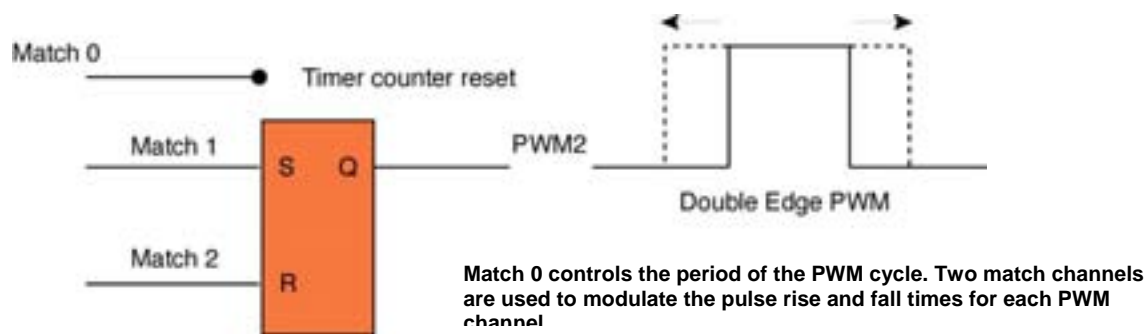 Match 0
Timer counter reset
Match 1
S Q
PWM2
Double Edge PWM
Match 2
R
Match 0 controls the period of the PWM cycle. Two match channels
are used to modulate the pulse rise and fall times for each PWM
channel